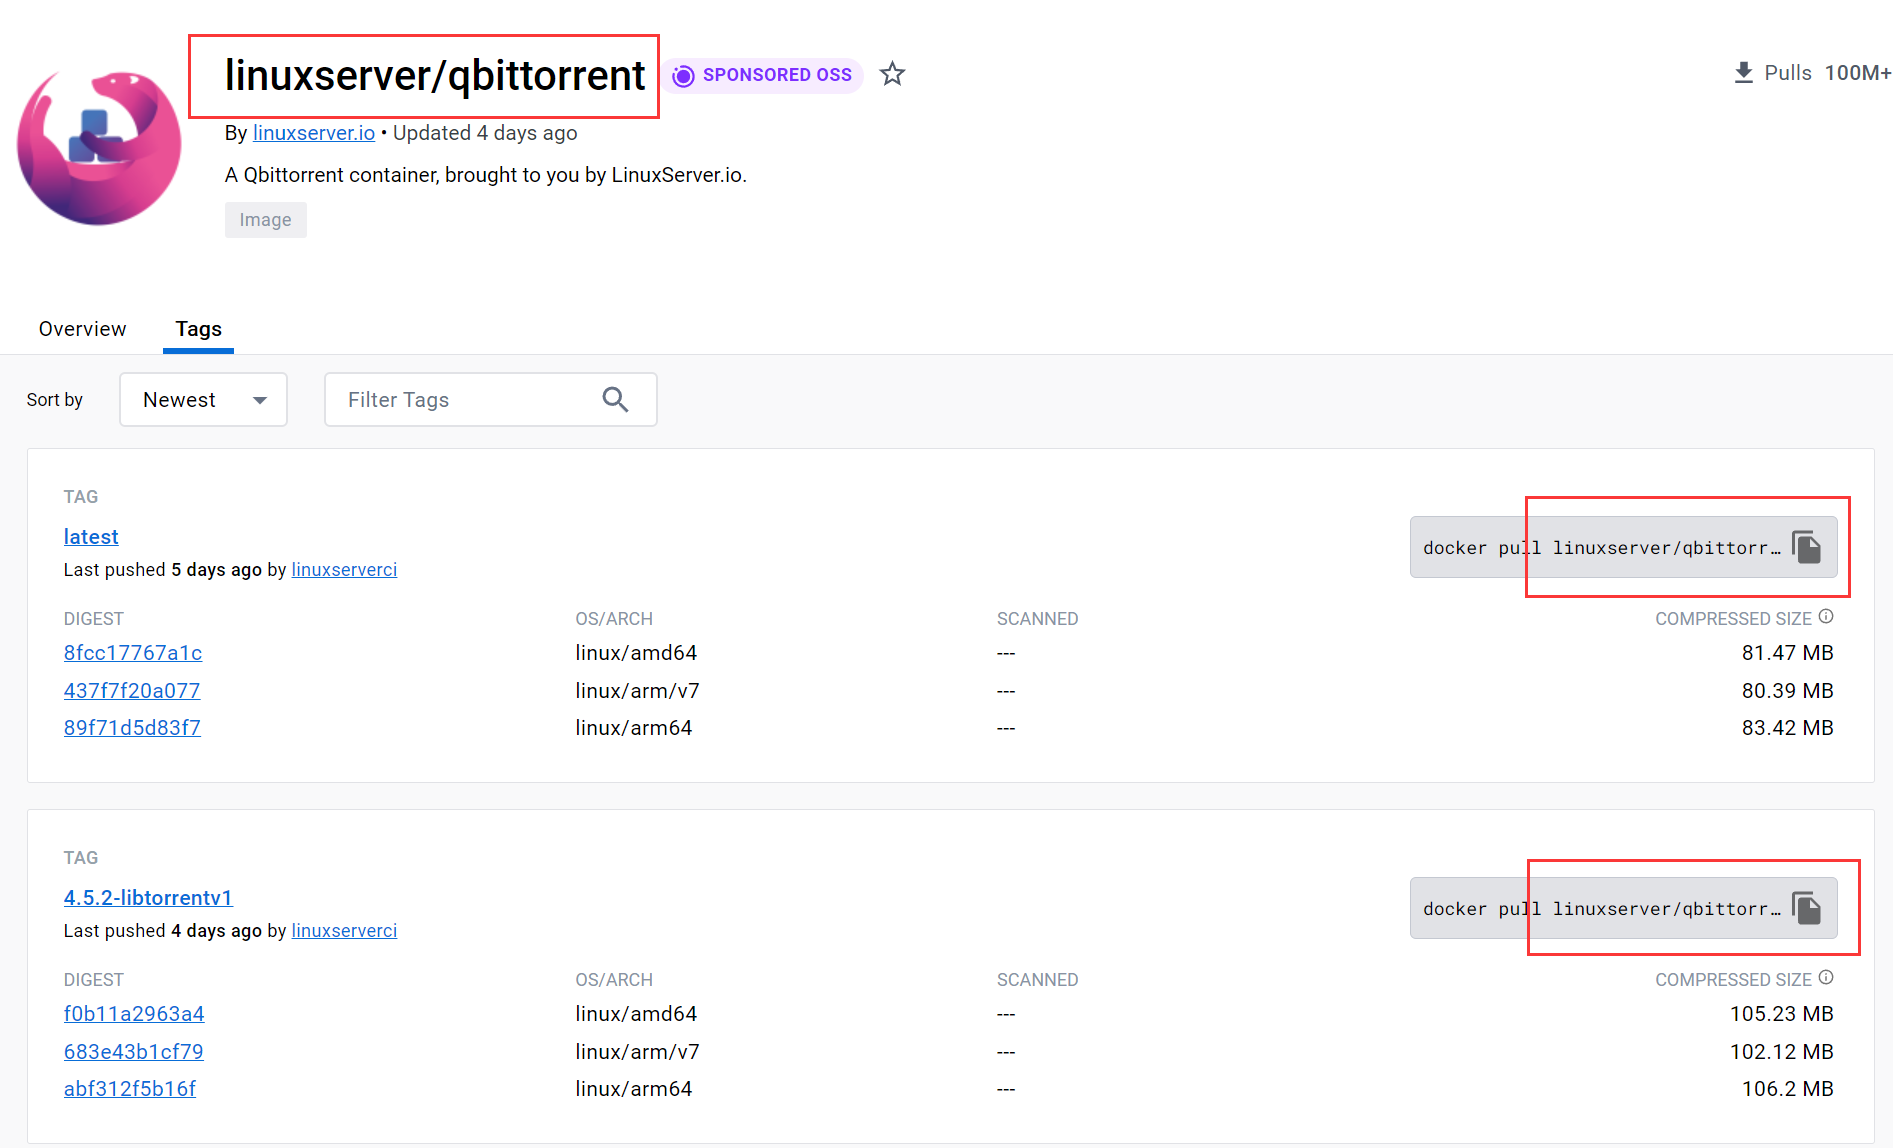 linuxserver/qbittorrent SPONSORED OSS Pulls 100M+
By linuxserver.io • Updated 4 days ago
A Qbittorrent container, brought to you by LinuxServer.io.
Image
Overview Tags
Sort by Newest Filter Tags
TAG
latest
docker pull linuxserver/qbittorr…
Last pushed 5 days ago by linuxserverci
DIGEST OS/ARCH SCANNED COMPRESSED SIZE
8fcc17767a1c linux/amd64 --- 81.47 MB
437f7f20a077 linux/arm/v7 --- 80.39 MB
89f71d5d83f7 linux/arm64 --- 83.42 MB
TAG
4.5.2-libtorrentv1
docker pull linuxserver/qbittorr…
Last pushed 4 days ago by linuxserverci
DIGEST OS/ARCH SCANNED COMPRESSED SIZE
f0b11a2963a4 linux/amd64 --- 105.23 MB
683e43b1cf79 linux/arm/v7 --- 102.12 MB
abf312f5b16f linux/arm64 --- 106.2 MB